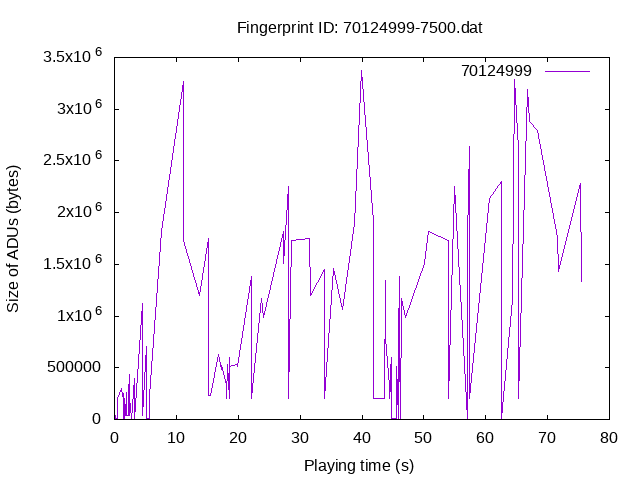 Fingerprint ID: 70124999-7500.dat
3.5x10 6
70124999
3x10 6
2.5x10 6
2x10 6
1.5x10 6
1x10 6
500000
0
0 10 20 30 40 50 60 70 80
Size of ADUs (bytes)
Playing time (s)